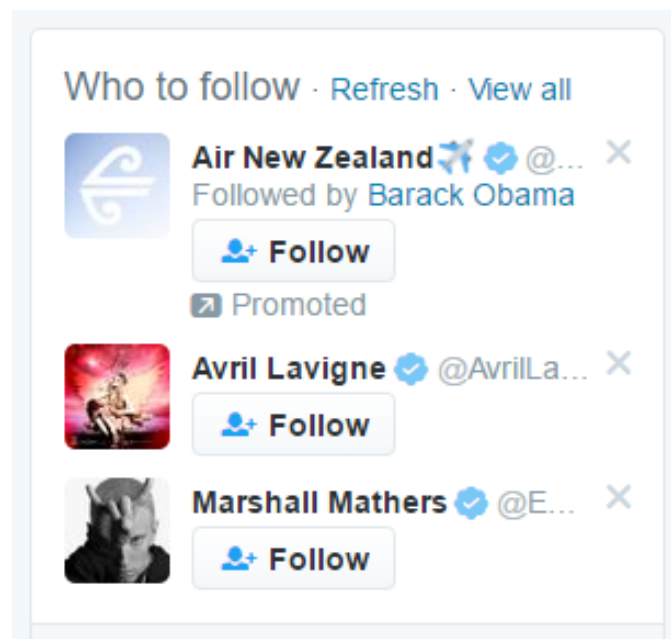 Who to follow · Refresh · View all
Air New Zealand✈️ @...
Followed by Barack Obama
Follow
Promoted
Avril Lavigne @AvrilLa...
Follow
Marshall Mathers @E...
Follow